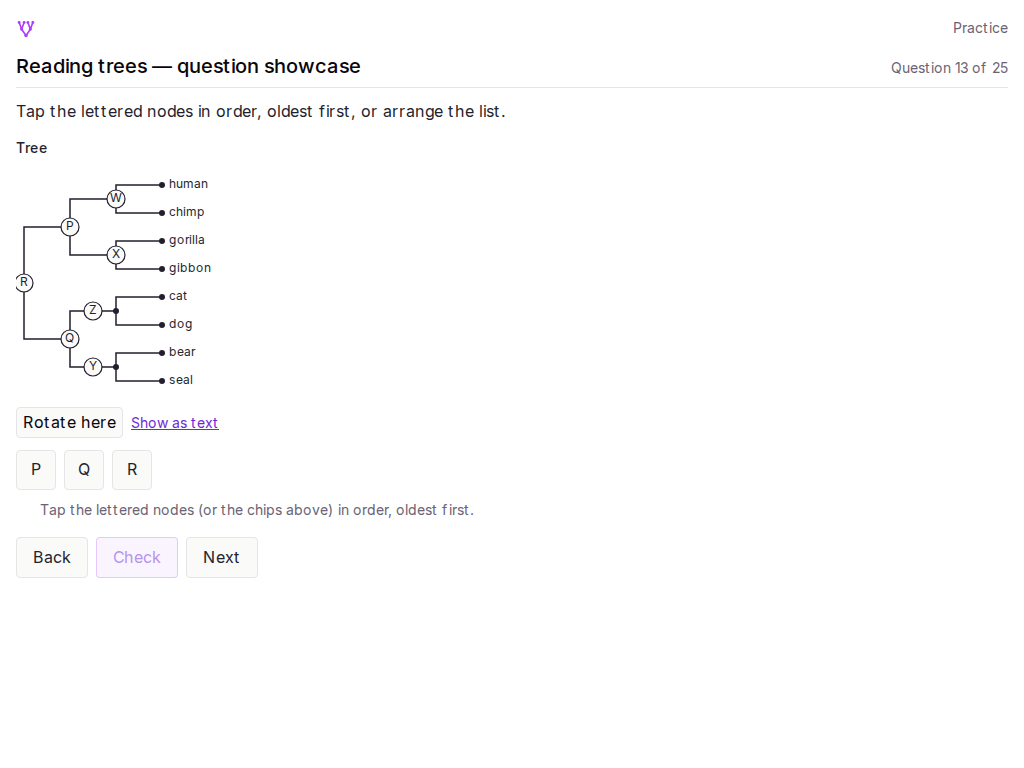 Practice
Reading trees — question showcase
Question 13 of 25
Tap the lettered nodes in order, oldest first, or arrange the list.
Tree
human
W
chimp
P
gorilla
X
gibbon
R
cat
Z
dog
Q
bear
Y
seal
Rotate here Show as text
P Q R
Tap the lettered nodes (or the chips above) in order, oldest first.
Back Check Next